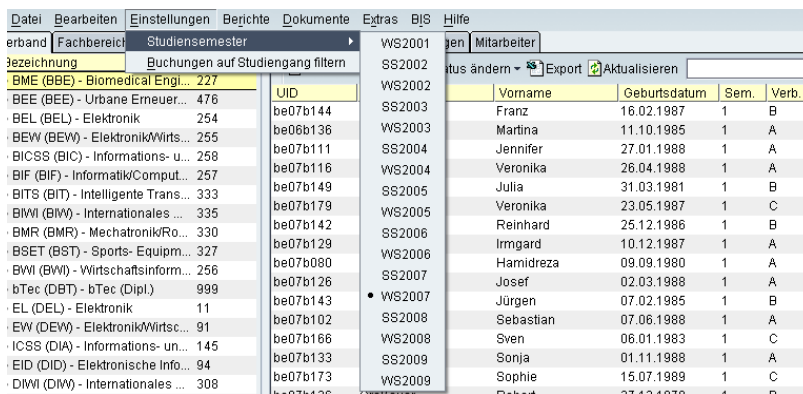 Datei Bearbeiten Einstellungen Berichte Dokumente Extras BIS Hilfe
Studiensemester
Buchungen auf Studiengang filtern
erband Fachbereich
gen Mitarbeiter
Bezeichnung
BME (BBE) - Biomedical Engi... 227
BEE (BEE) - Urbane Erneuer... 476
BEL (BEL) - Elektronik 254
BEW (BEW) - Elektronik/Wirts... 255
BICSS (BIC) - Informations- u... 258
BIF (BIF) - Informatik/Comput... 257
BITS (BIT) - Intelligente Trans... 333
BIWI (BIW) - Internationales ... 335
BMR (BMR) - Mechatronik/Ro... 330
BSET (BST) - Sports- Equipm... 327
BWI (BWI) - Wirtschaftsinform... 256
bTec (DBT) - bTec (Dipl.) 999
EL (DEL) - Elektronik 11
EW (DEW) - Elektronik/Wirtsc... 91
ICSS (DIA) - Informations- un... 145
EID (DID) - Elektronische Info... 94
DIWI (DIW) - Internationales ... 308
WS2001
SS2002
WS2002
SS2003
WS2003
SS2004
WS2004
SS2005
WS2005
SS2006
WS2006
SS2007
WS2007
SS2008
WS2008
SS2009
WS2009
atus ändern Export Aktualisieren
UID Vorname Geburtsdatum Sem. Verb.
be07b144 Franz 16.02.1987 1 B
be06b136 Martina 11.10.1985 1 A
be07b111 Jennifer 27.01.1988 1 A
be07b116 Veronika 26.04.1988 1 A
be07b149 Julia 31.03.1981 1 B
be07b179 Veronika 23.05.1987 1 C
be07b142 Reinhard 25.12.1986 1 B
be07b129 Irmgard 10.12.1987 1 A
be07b080 Hamidreza 09.09.1980 1 A
be07b126 Josef 02.03.1988 1 A
be07b143 Jürgen 07.02.1985 1 B
be07b102 Sebastian 07.06.1988 1 A
be07b166 Sven 06.01.1983 1 C
be07b133 Sonja 01.11.1988 1 A
be07b173 Sophie 15.07.1989 1 C